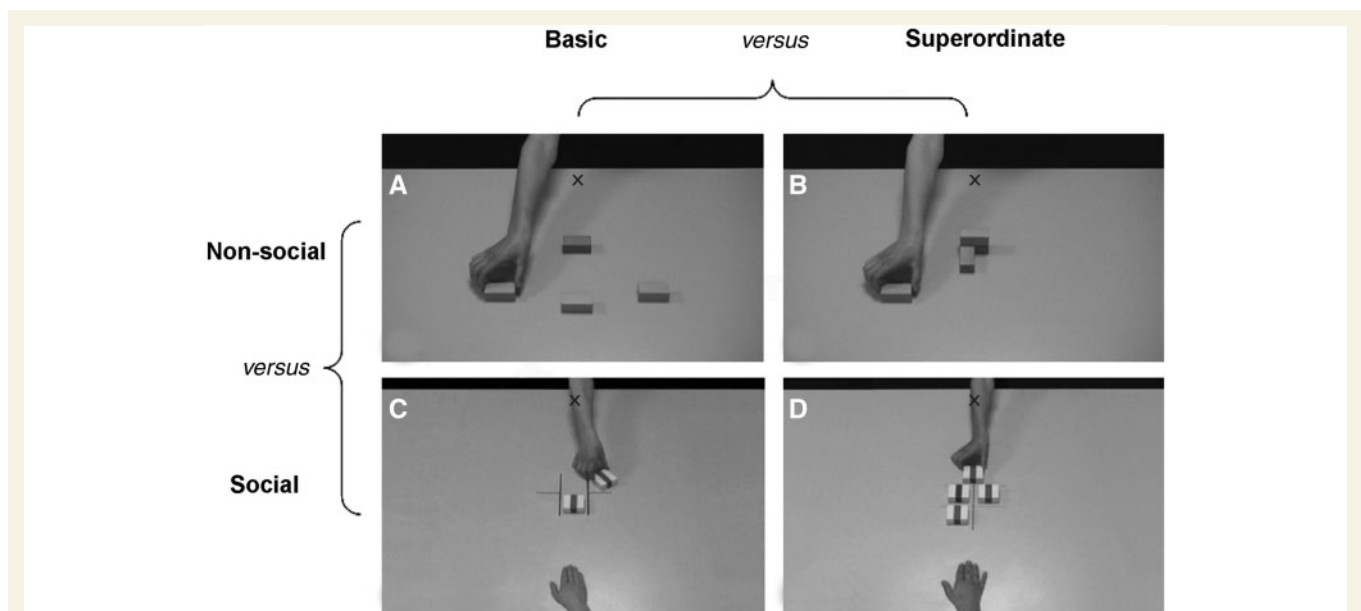 Basic versus Superordinate
A
B
Non-social
versus
C
D
Social